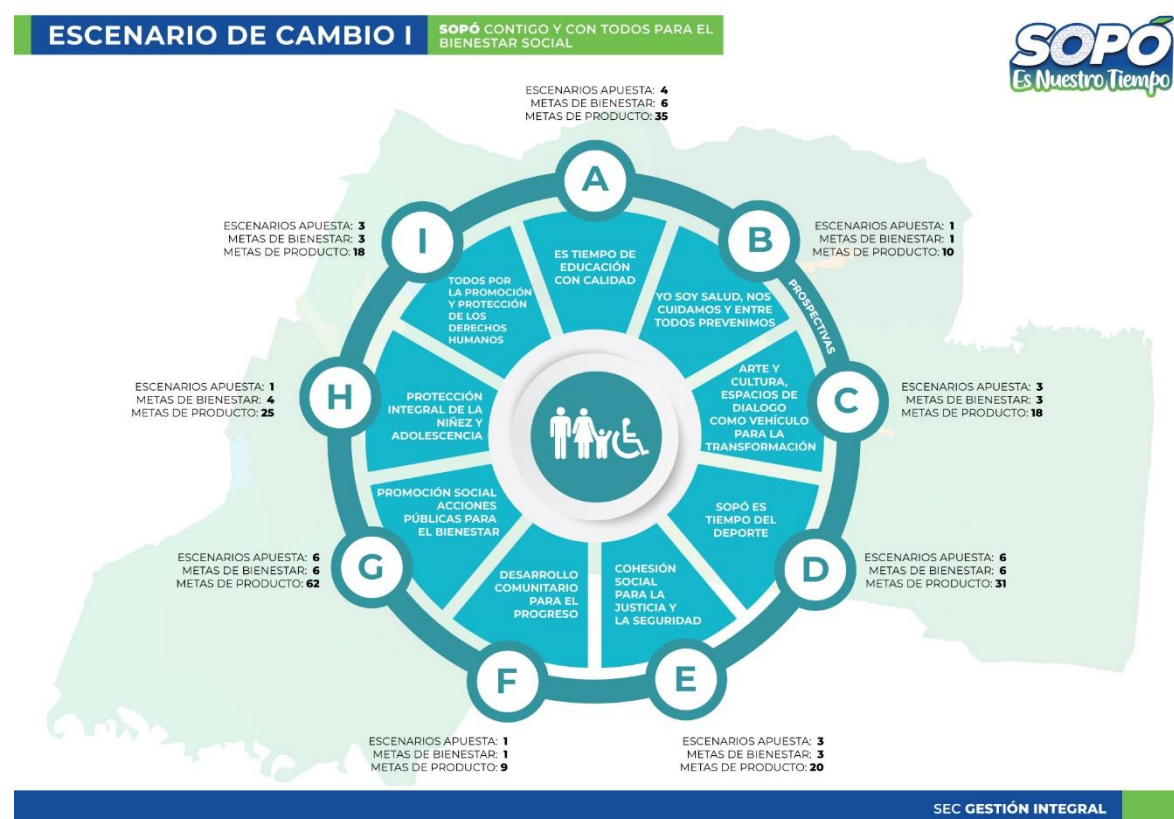 ESCENARIO DE CAMBIO I
SOPÓ CONTIGO Y CON TODOS PARA EL
BIENESTAR SOCIAL
SOPÓ
Es Nuestro Tiempo
ESCENARIOS APUESTA: 4
METAS DE BIENESTAR: 6
METAS DE PRODUCTO: 35
A
ES TIEMPO DE
EDUCACIÓN
CON CALIDAD
ESCENARIOS APUESTA: 1
METAS DE BIENESTAR: 1
METAS DE PRODUCTO: 10
B
YO SOY SALUD, NOS
CUIDAMOS Y ENTRE
TODOS PREVENIMOS
PROSPECTIVAS
ESCENARIOS APUESTA: 3
METAS DE BIENESTAR: 3
METAS DE PRODUCTO: 18
C
ARTE Y
CULTURA,
ESPACIOS DE
DIALOGO
COMO VEHÍCULO
PARA LA
TRANSFORMACIÓN
ESCENARIOS APUESTA: 6
METAS DE BIENESTAR: 6
METAS DE PRODUCTO: 31
D
SOPÓ ES
TIEMPO DEL
DEPORTE
ESCENARIOS APUESTA: 3
METAS DE BIENESTAR: 3
METAS DE PRODUCTO: 20
E
COHESIÓN
SOCIAL
PARA LA
JUSTICIA Y
LA SEGURIDAD
ESCENARIOS APUESTA: 1
METAS DE BIENESTAR: 1
METAS DE PRODUCTO: 9
F
DESARROLLO
COMUNITARIO
PARA EL
PROGRESO
ESCENARIOS APUESTA: 6
METAS DE BIENESTAR: 6
METAS DE PRODUCTO: 62
G
PROMOCIÓN SOCIAL
ACCIONES
PÚBLICAS PARA
EL BIENESTAR
ESCENARIOS APUESTA: 1
METAS DE BIENESTAR: 4
METAS DE PRODUCTO: 25
H
PROTECCIÓN
INTEGRAL DE LA
NIÑEZ Y
ADOLESCENCIA
ESCENARIOS APUESTA: 3
METAS DE BIENESTAR: 3
METAS DE PRODUCTO: 18
I
TODOS POR
LA PROMOCIÓN
Y PROTECCIÓN
DE LOS
DERECHOS
HUMANOS
SEC GESTIÓN INTEGRAL